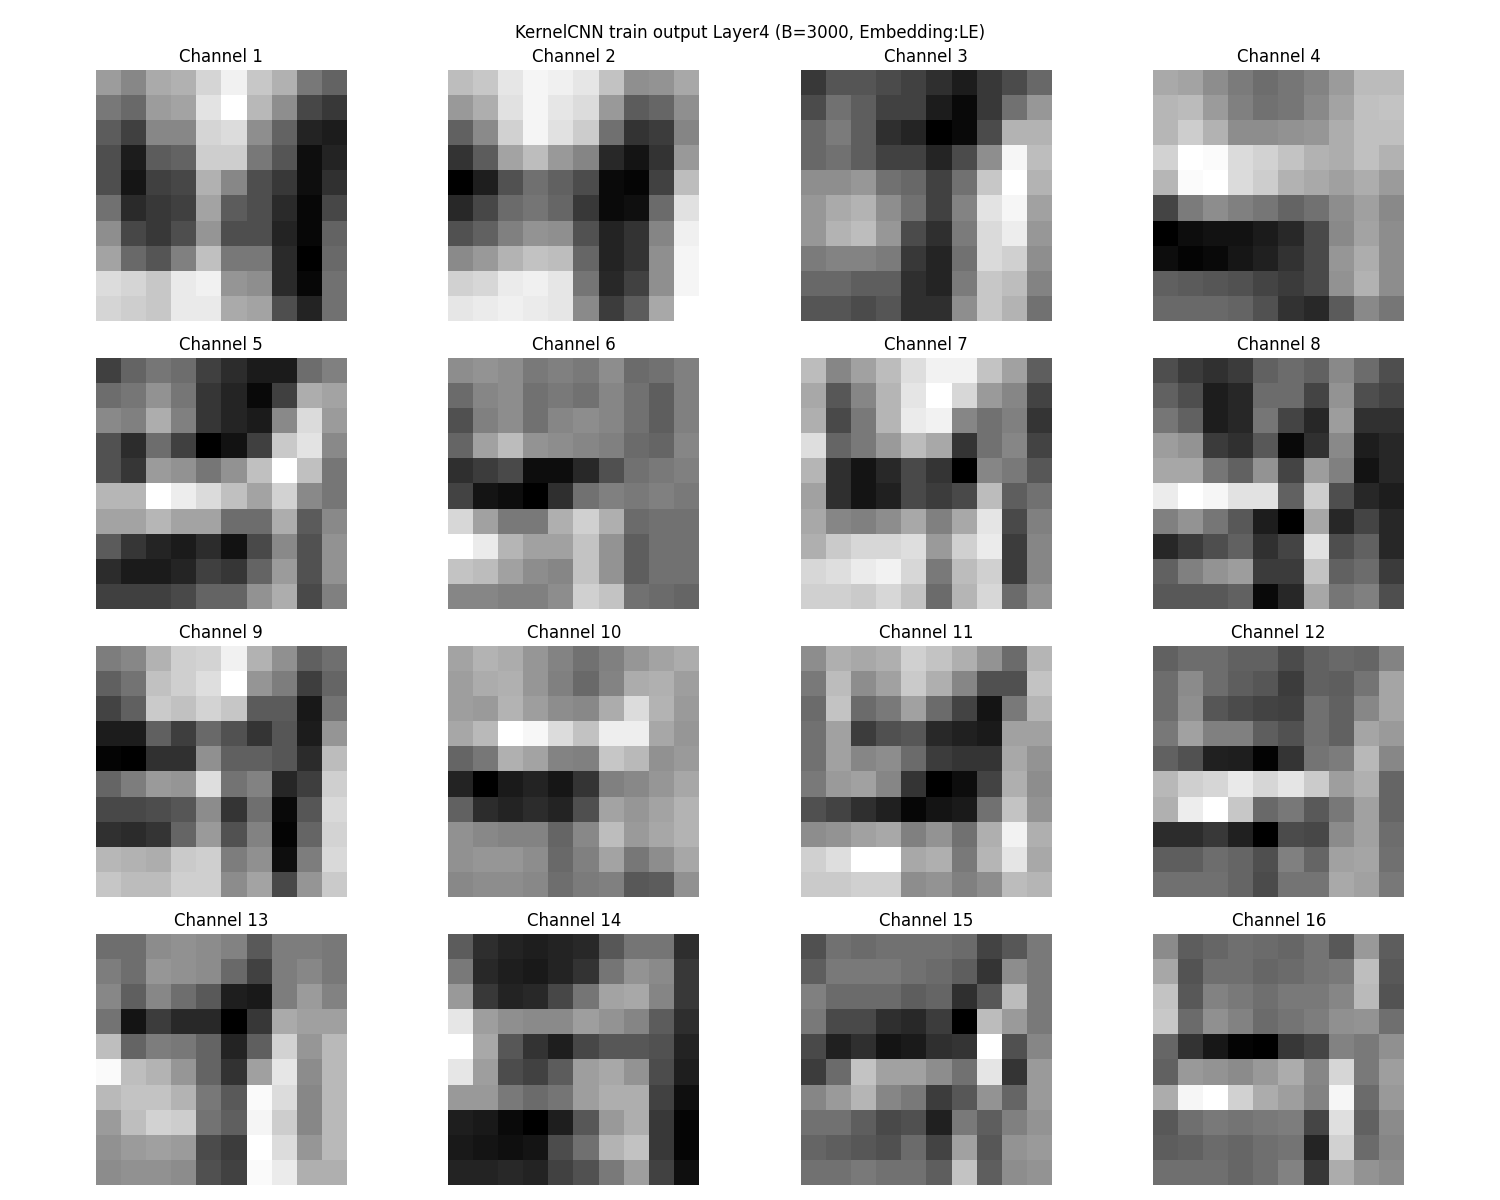 KernelCNN train output Layer4 (B=3000, Embedding:LE)
Channel 1 Channel 2 Channel 3 Channel 4
Channel 5 Channel 6 Channel 7 Channel 8
Channel 9 Channel 10 Channel 11 Channel 12
Channel 13 Channel 14 Channel 15 Channel 16